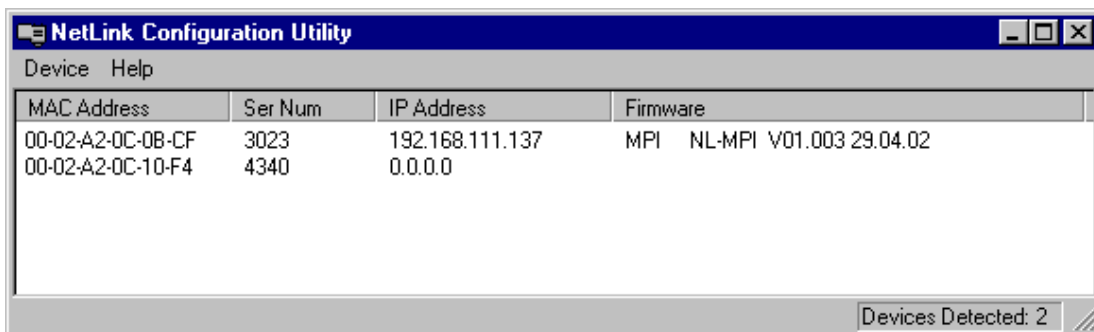 NetLink Configuration Utility
Device Help
MAC Address Ser Num IP Address Firmware
00-02-A2-0C-0B-CF 3023 192.168.111.137 MPI NL-MPI V01.003 29.04.02
00-02-A2-0C-10-F4 4340 0.0.0.0
Devices Detected: 2